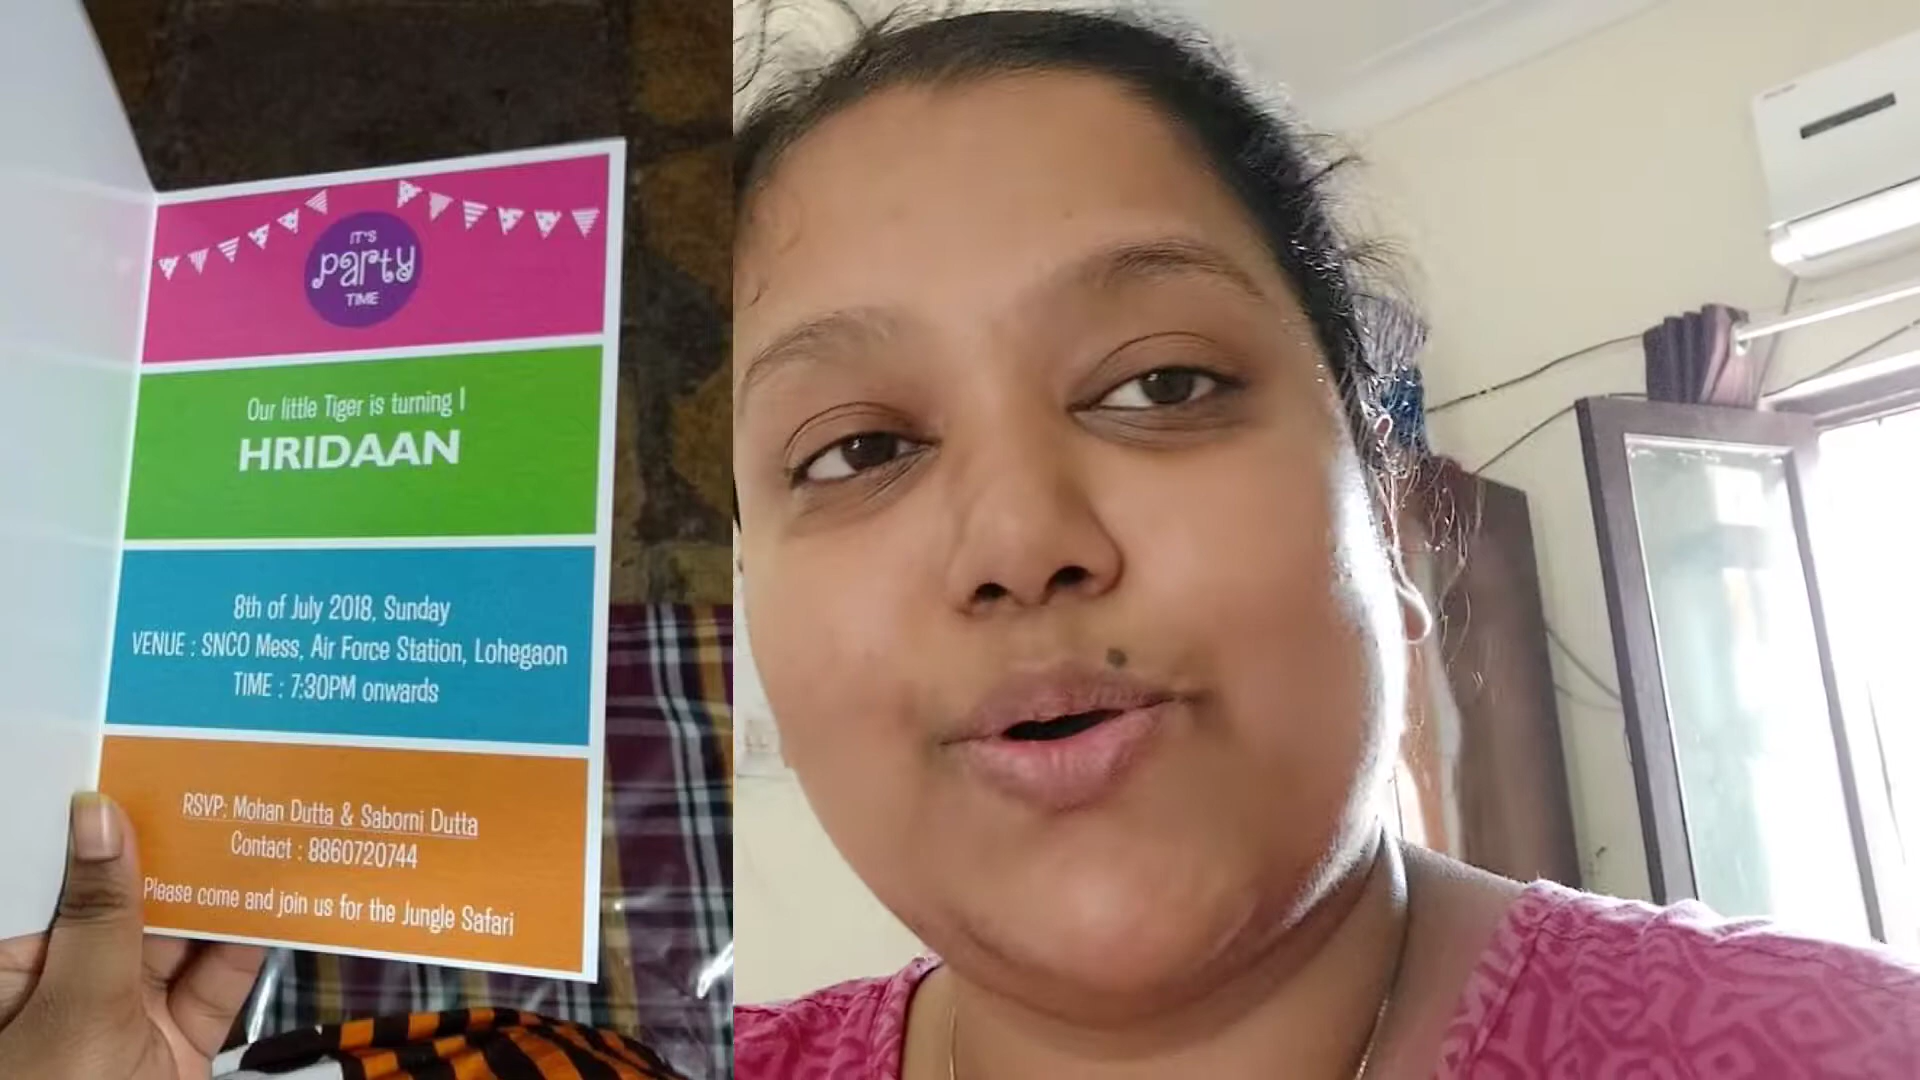 IT'S
party
TIME
Our little Tiger is turning 1
HRIDAAN
8th of July 2018, Sunday
VENUE : SNCO Mess, Air Force Station, Lohegaon
TIME : 7:30PM onwards
RSVP: Mohan Dutta & Saborni Dutta
Contact : 8860720744
Please come and join us for the Jungle Safari